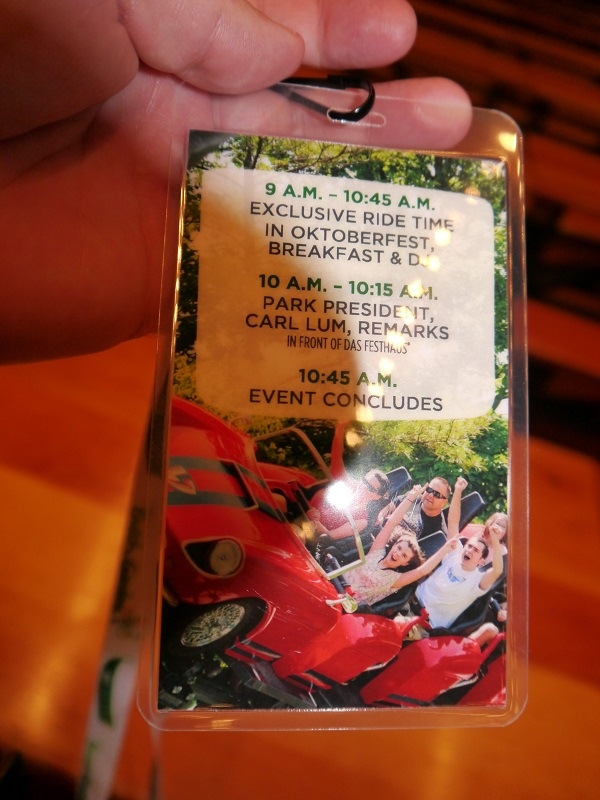 9 A.M. – 10:45 A.M.
EXCLUSIVE RIDE TIME
IN OKTOBERFEST,
BREAKFAST & DJ
10 A.M. – 10:15 A.M.
PARK PRESIDENT,
CARL LUM, REMARKS
IN FRONT OF DAS FESTHAUS®
10:45 A.M.
EVENT CONCLUDES